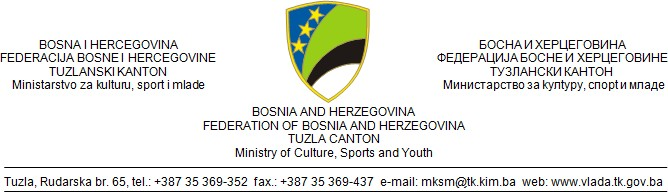 BOSNA I HERCEGOVINA
FEDERACIJA BOSNE I HERCEGOVINE
TUZLANSKI KANTON
Ministarstvo za kulturu, sport i mlade
БОСНА И ХЕРЦЕГОВИНА
ФЕДЕРАЦИЈА БОСНЕ И ХЕРЦЕГОВИНЕ
ТУЗЛАНСКИ КАНТОН
Министарство за културу, спорт и младе
BOSNIA AND HERZEGOVINA
FEDERATION OF BOSNIA AND HERZEGOVINA
TUZLA CANTON
Ministry of Culture, Sports and Youth
Tuzla, Rudarska br. 65, tel.: +387 35 369-352 fax.: +387 35 369-437 e-mail: mksm@tk.kim.ba web: www.vlada.tk.gov.ba